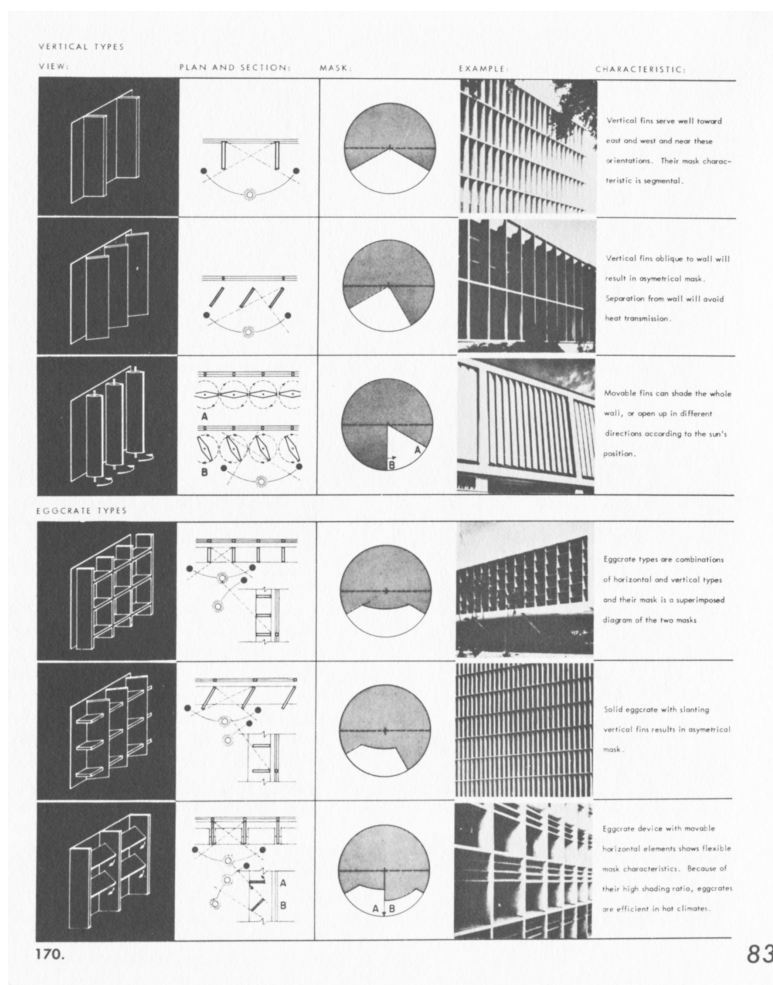 VERTICAL TYPES
VIEW: PLAN AND SECTION: MASK: EXAMPLE: CHARACTERISTIC:
Vertical fins serve well toward
east and west and near these
orientations. Their mask charac-
teristic is segmental.
Vertical fins oblique to wall will
result in asymetrical mask.
Separation from wall will avoid
heat transmission.
A
B
B
A
Movable fins can shade the whole
wall, or open up in different
directions according to the sun's
position.
EGGCRATE TYPES
Eggcrate types are combinations
of horizontal and vertical types
and their mask is a superimposed
diagram of the two masks
Solid eggcrate with slanting
vertical fins results in asymetrical
mask.
A
B
A B
Eggcrate device with movable
horizontal elements shows flexible
mask characteristics. Because of
their high shading ratio, eggcrates
are efficient in hot climates.
170.
83